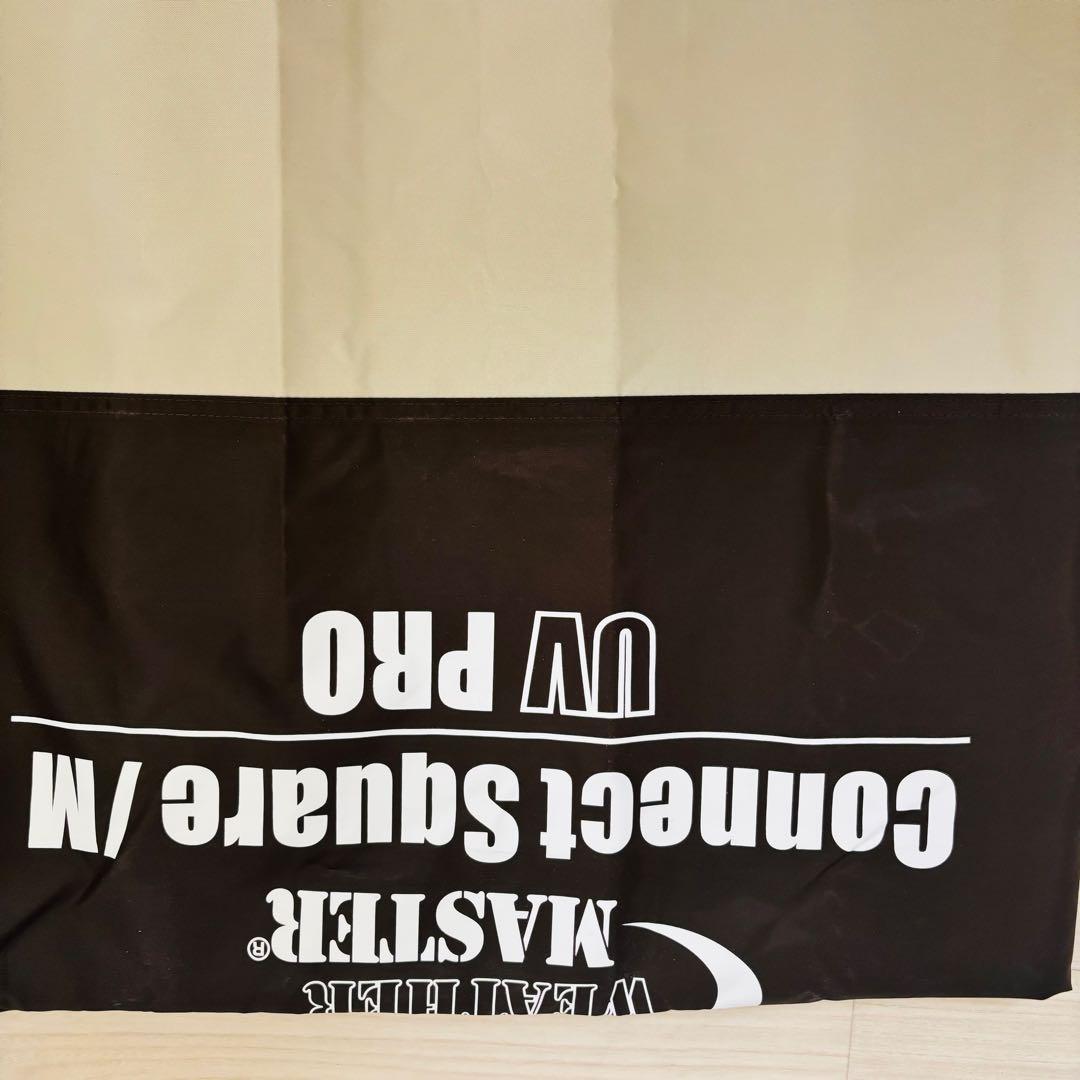 WEATHER
MASTER®
Connect Square /M
UV PRO